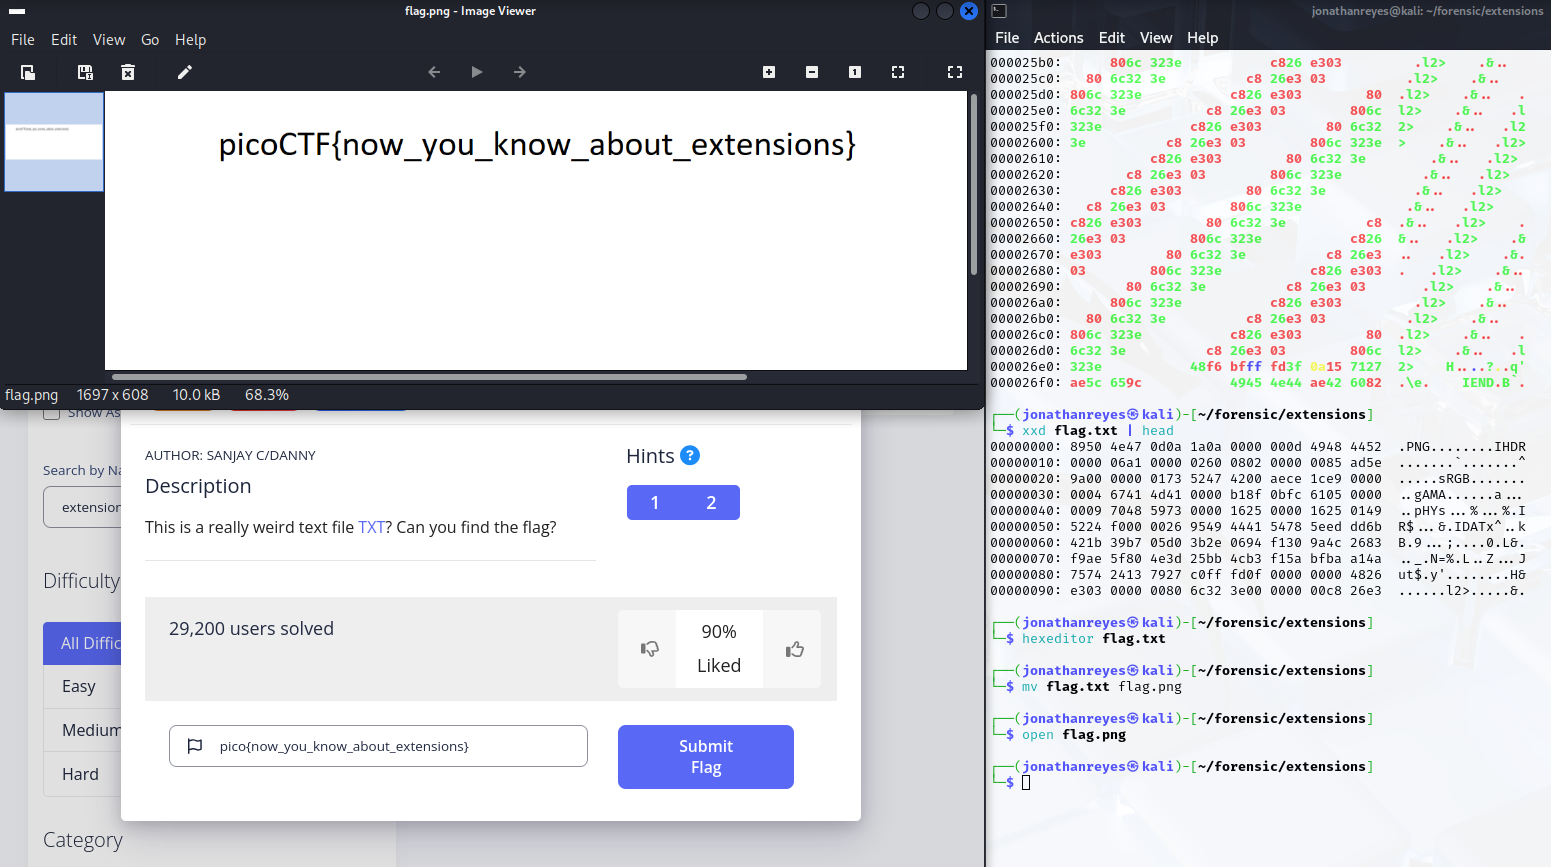 flag.png - Image Viewer
File Edit View Go Help
picoCTF{now_you_know_about_extensions}
flag.png 1697 x 608 10.0 kB 68.3%
Show As
Search by Na
extension
Difficulty
All Diffic
Easy
Medium
Hard
Category
AUTHOR: SANJAY C/DANNY
Description
This is a really weird text file TXT? Can you find the flag?
Hints ?
1 2
29,200 users solved
90%
Liked
pico{now_you_know_about_extensions}
Submit
Flag
jonathanreyes@kali: ~/forensic/extensions
File Actions Edit View Help
000025b0: 806c 323e c826 e303 .l2> .&..
000025c0: 80 6c32 3e c8 26e3 03 .l2> .&..
000025d0: 806c 323e c826 e303 80 .l2> .&.. .
000025e0: 6c32 3e c8 26e3 03 806c l2> .&.. .l
000025f0: 323e c826 e303 80 6c32 2> .&.. .l2
00002600: 3e c8 26e3 03 806c 323e > .&.. .l2>
00002610: c826 e303 80 6c32 3e .&.. .l2>
00002620: c8 26e3 03 806c 323e .&.. .l2>
00002630: c826 e303 80 6c32 3e .&.. .l2>
00002640: c8 26e3 03 806c 323e .&.. .l2>
00002650: c826 e303 80 6c32 3e c8 .&.. .l2> .
00002660: 26e3 03 806c 323e c826 &.. .l2> .&
00002670: e303 80 6c32 3e c8 26e3 .. .l2> .&.
00002680: 03 806c 323e c826 e303 . .l2> .&..
00002690: 80 6c32 3e c8 26e3 03 .l2> .&..
000026a0: 806c 323e c826 e303 .l2> .&..
000026b0: 80 6c32 3e c8 26e3 03 .l2> .&..
000026c0: 806c 323e c826 e303 80 .l2> .&.. .
000026d0: 6c32 3e c8 26e3 03 806c l2> .&.. .l
000026e0: 323e 48f6 bfff fd3f 0a15 7127 2> H....?..q'
000026f0: ae5c 659c 4945 4e44 ae42 6082 .\e. IEND.B`.
┌──(jonathanreyes㉿kali)-[~/forensic/extensions]
└─$ xxd flag.txt | head
00000000: 8950 4e47 0d0a 1a0a 0000 000d 4948 4452 .PNG........IHDR
00000010: 0000 06a1 0000 0260 0802 0000 0085 ad5e .......`.......^
00000020: 9a00 0000 0173 5247 4200 aece 1ce9 0000 .....sRGB.......
00000030: 0004 6741 4d41 0000 b18f 0bfc 6105 0000 ..gAMA......a...
00000040: 0009 7048 5973 0000 1625 0000 1625 0149 ..pHYs...%...%.I
00000050: 5224 f000 0026 9549 4441 5478 5eed dd6b R$...&.IDATx^..k
00000060: 421b 39b7 05d0 3b2e 0694 f130 9a4c 2683 B.9...;....0.L&.
00000070: f9ae 5f80 4e3d 25bb 4cb3 f15a bfba a14a .._.N=%.L..Z...J
00000080: 7574 2413 7927 c0ff fd0f 0000 0000 4826 ut$.y'........H&
00000090: e303 0000 0080 6c32 3e00 0000 00c8 26e3 ......l2>.....&.
┌──(jonathanreyes㉿kali)-[~/forensic/extensions]
└─$ hexeditor flag.txt
┌──(jonathanreyes㉿kali)-[~/forensic/extensions]
└─$ mv flag.txt flag.png
┌──(jonathanreyes㉿kali)-[~/forensic/extensions]
└─$ open flag.png
┌──(jonathanreyes㉿kali)-[~/forensic/extensions]
└─$